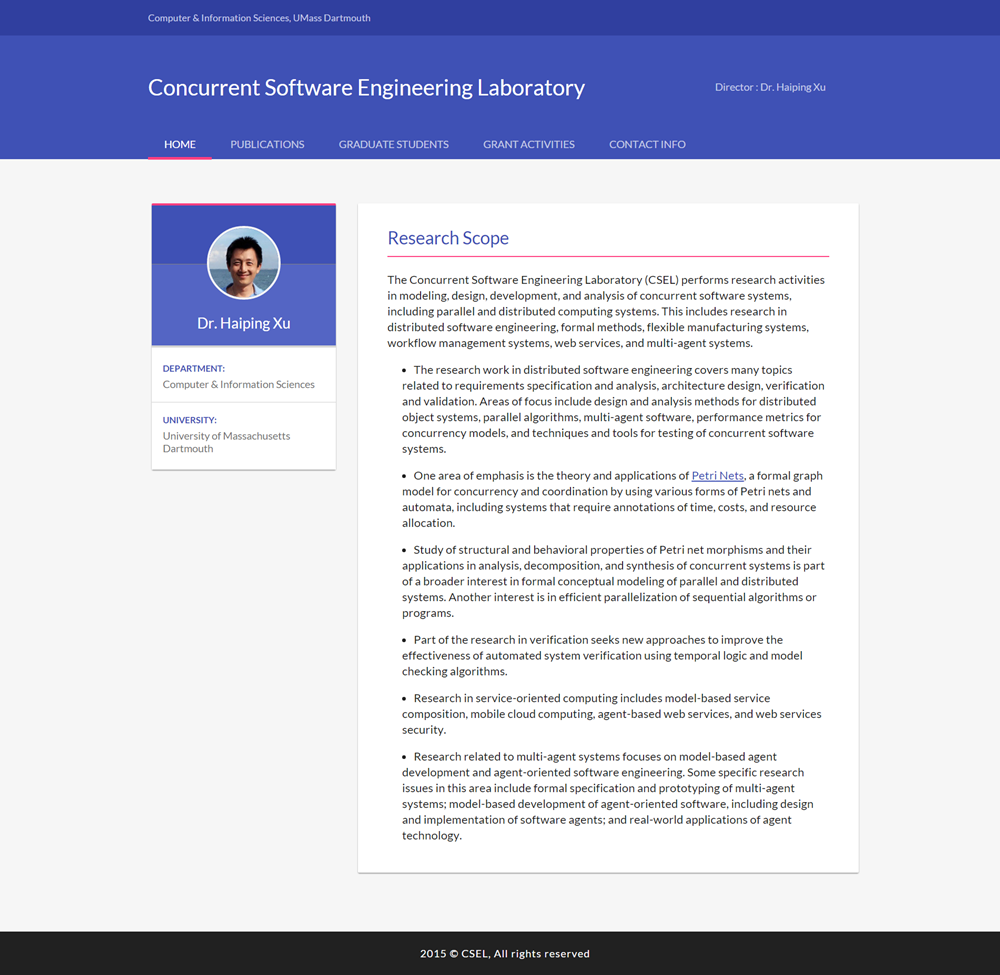 Computer & Information Sciences, UMass Dartmouth
Concurrent Software Engineering Laboratory
Director : Dr. Haiping Xu
HOME
PUBLICATIONS
GRADUATE STUDENTS
GRANT ACTIVITIES
CONTACT INFO
Dr. Haiping Xu
DEPARTMENT:
Computer & Information Sciences
UNIVERSITY:
University of Massachusetts
Dartmouth
Research Scope
The Concurrent Software Engineering Laboratory (CSEL) performs research activities
in modeling, design, development, and analysis of concurrent software systems,
including parallel and distributed computing systems. This includes research in
distributed software engineering, formal methods, flexible manufacturing systems,
workflow management systems, web services, and multi-agent systems.
• The research work in distributed software engineering covers many topics
related to requirements specification and analysis, architecture design, verification
and validation. Areas of focus include design and analysis methods for distributed
object systems, parallel algorithms, multi-agent software, performance metrics for
concurrency models, and techniques and tools for testing of concurrent software
systems.
• One area of emphasis is the theory and applications of Petri Nets, a formal graph
model for concurrency and coordination by using various forms of Petri nets and
automata, including systems that require annotations of time, costs, and resource
allocation.
• Study of structural and behavioral properties of Petri net morphisms and their
applications in analysis, decomposition, and synthesis of concurrent systems is part
of a broader interest in formal conceptual modeling of parallel and distributed
systems. Another interest is in efficient parallelization of sequential algorithms or
programs.
• Part of the research in verification seeks new approaches to improve the
effectiveness of automated system verification using temporal logic and model
checking algorithms.
• Research in service-oriented computing includes model-based service
composition, mobile cloud computing, agent-based web services, and web services
security.
• Research related to multi-agent systems focuses on model-based agent
development and agent-oriented software engineering. Some specific research
issues in this area include formal specification and prototyping of multi-agent
systems; model-based development of agent-oriented software, including design
and implementation of software agents; and real-world applications of agent
technology.
2015 © CSEL, All rights reserved